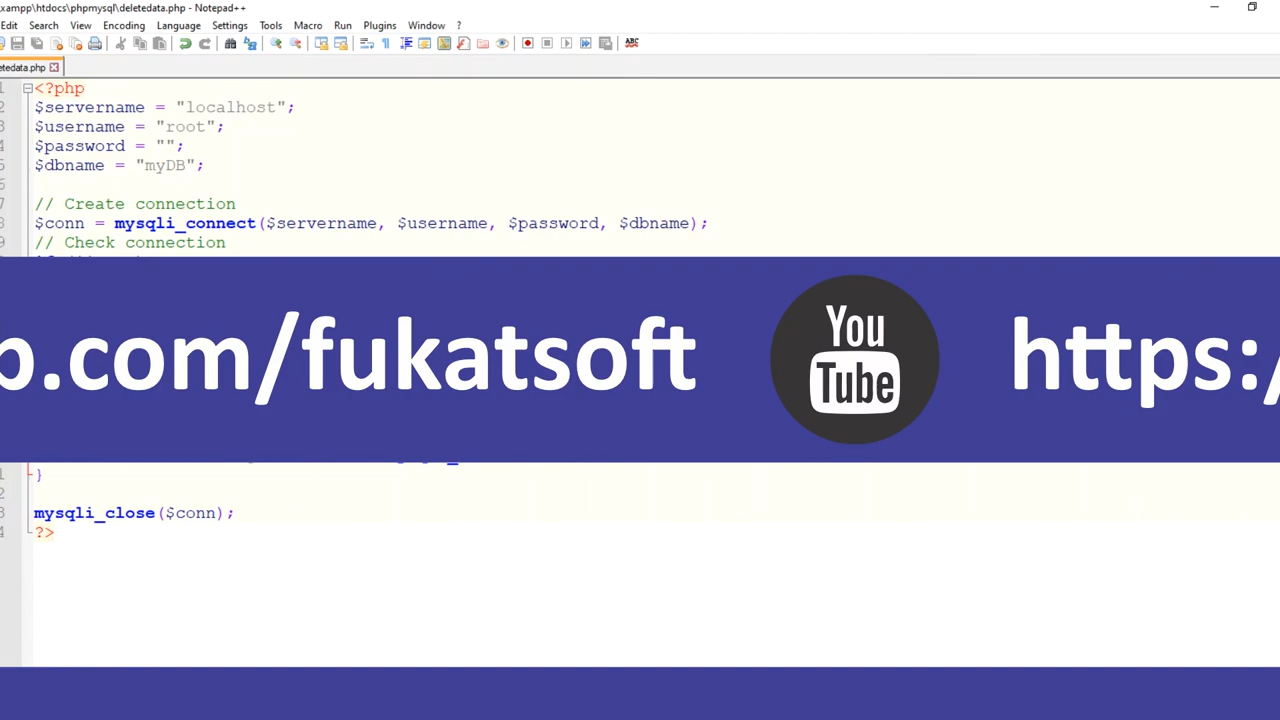 xampp\htdocs\phpmysql\deletedata.php - Notepad++
Edit Search View Encoding Language Settings Tools Macro Run Plugins Window ?
etedata.php
<?php
$servername = "localhost";
$username = "root";
$password = "";
$dbname = "myDB";
// Create connection
$conn = mysqli_connect($servername, $username, $password, $dbname);
// Check connection
b.com/fukatsoft You Tube https:/
}
mysqli_close($conn);
?>